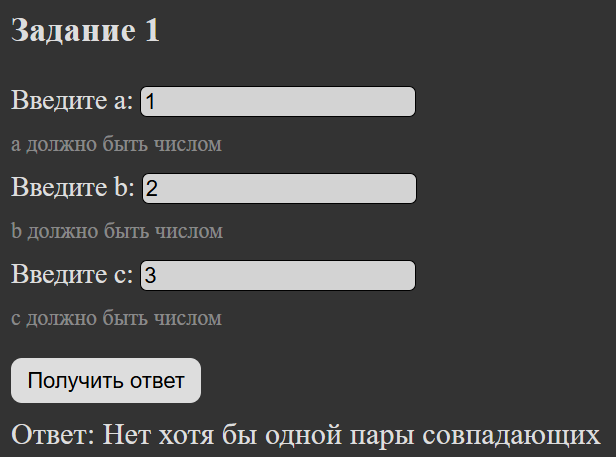 Задание 1
Введите a: 1
a должно быть числом
Введите b: 2
b должно быть числом
Введите c: 3
c должно быть числом
Получить ответ
Ответ: Нет хотя бы одной пары совпадающих